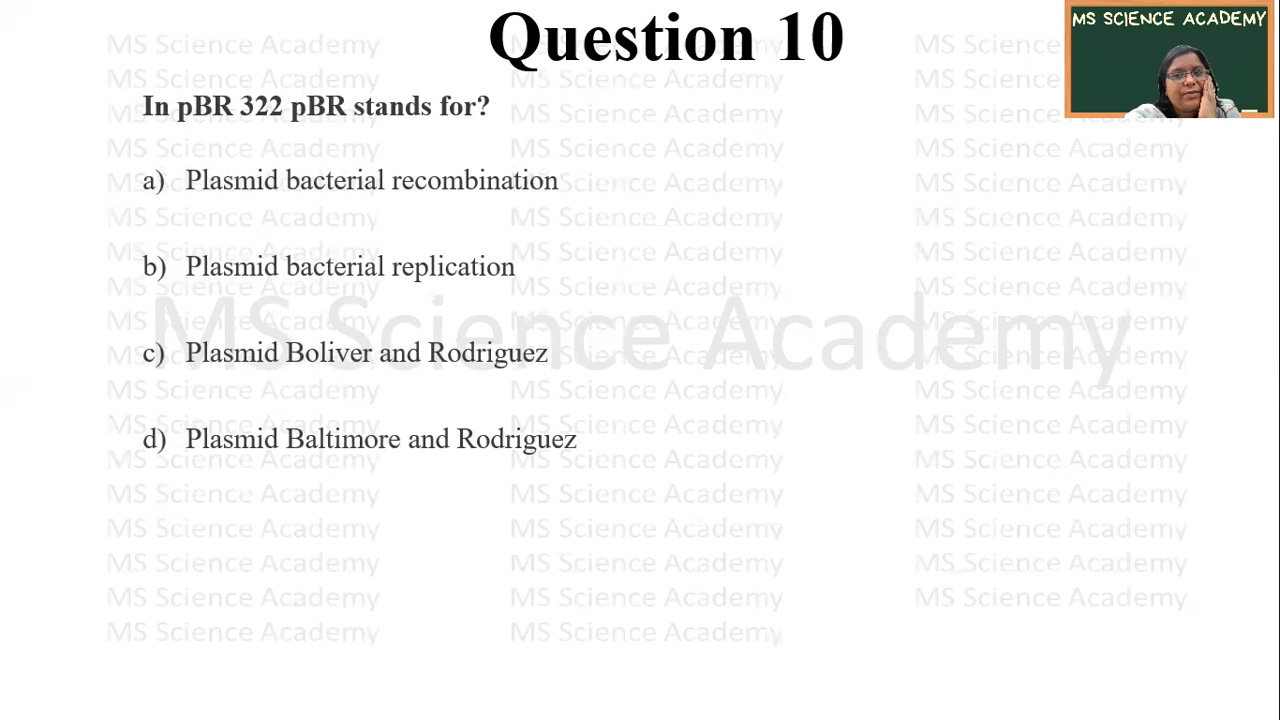 Question 10
MS SCIENCE ACADEMY
In pBR 322 pBR stands for?
a) Plasmid bacterial recombination
b) Plasmid bacterial replication
c) Plasmid Boliver and Rodriguez
d) Plasmid Baltimore and Rodriguez
MS Science Academy